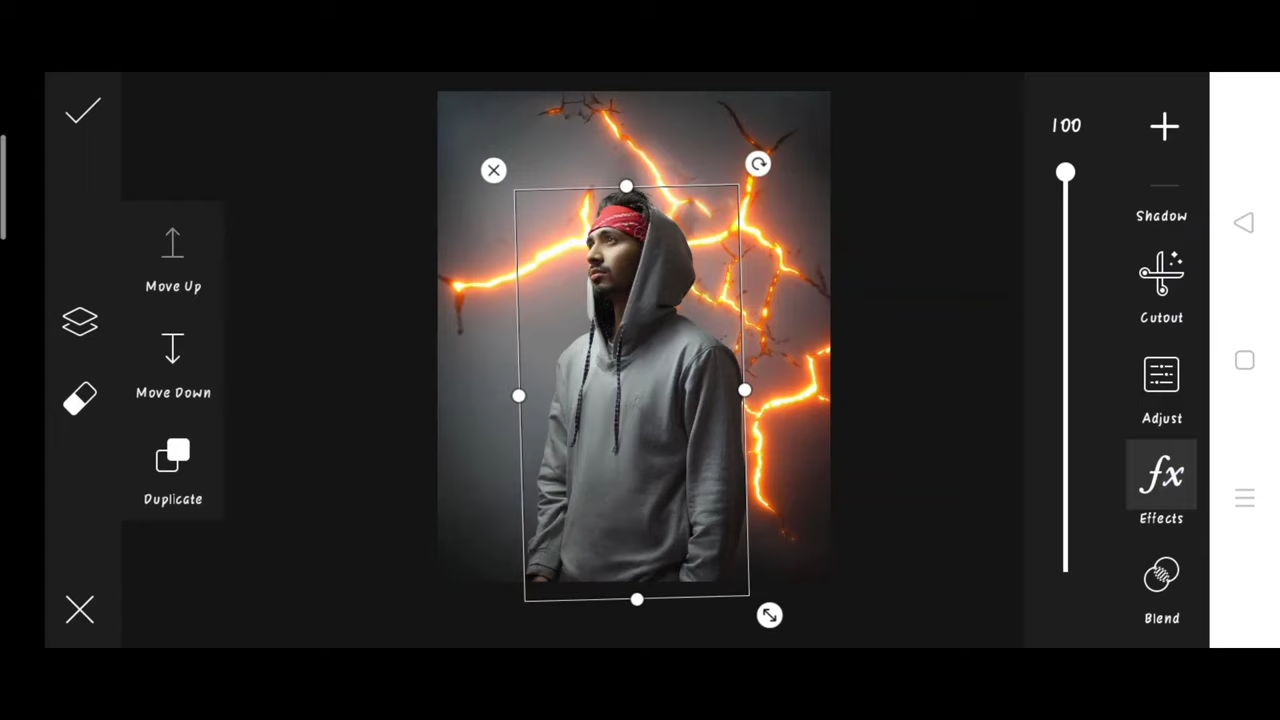 Move Up
Move Down
Duplicate
100
Shadow
Cutout
Adjust
fx
Effects
Blend